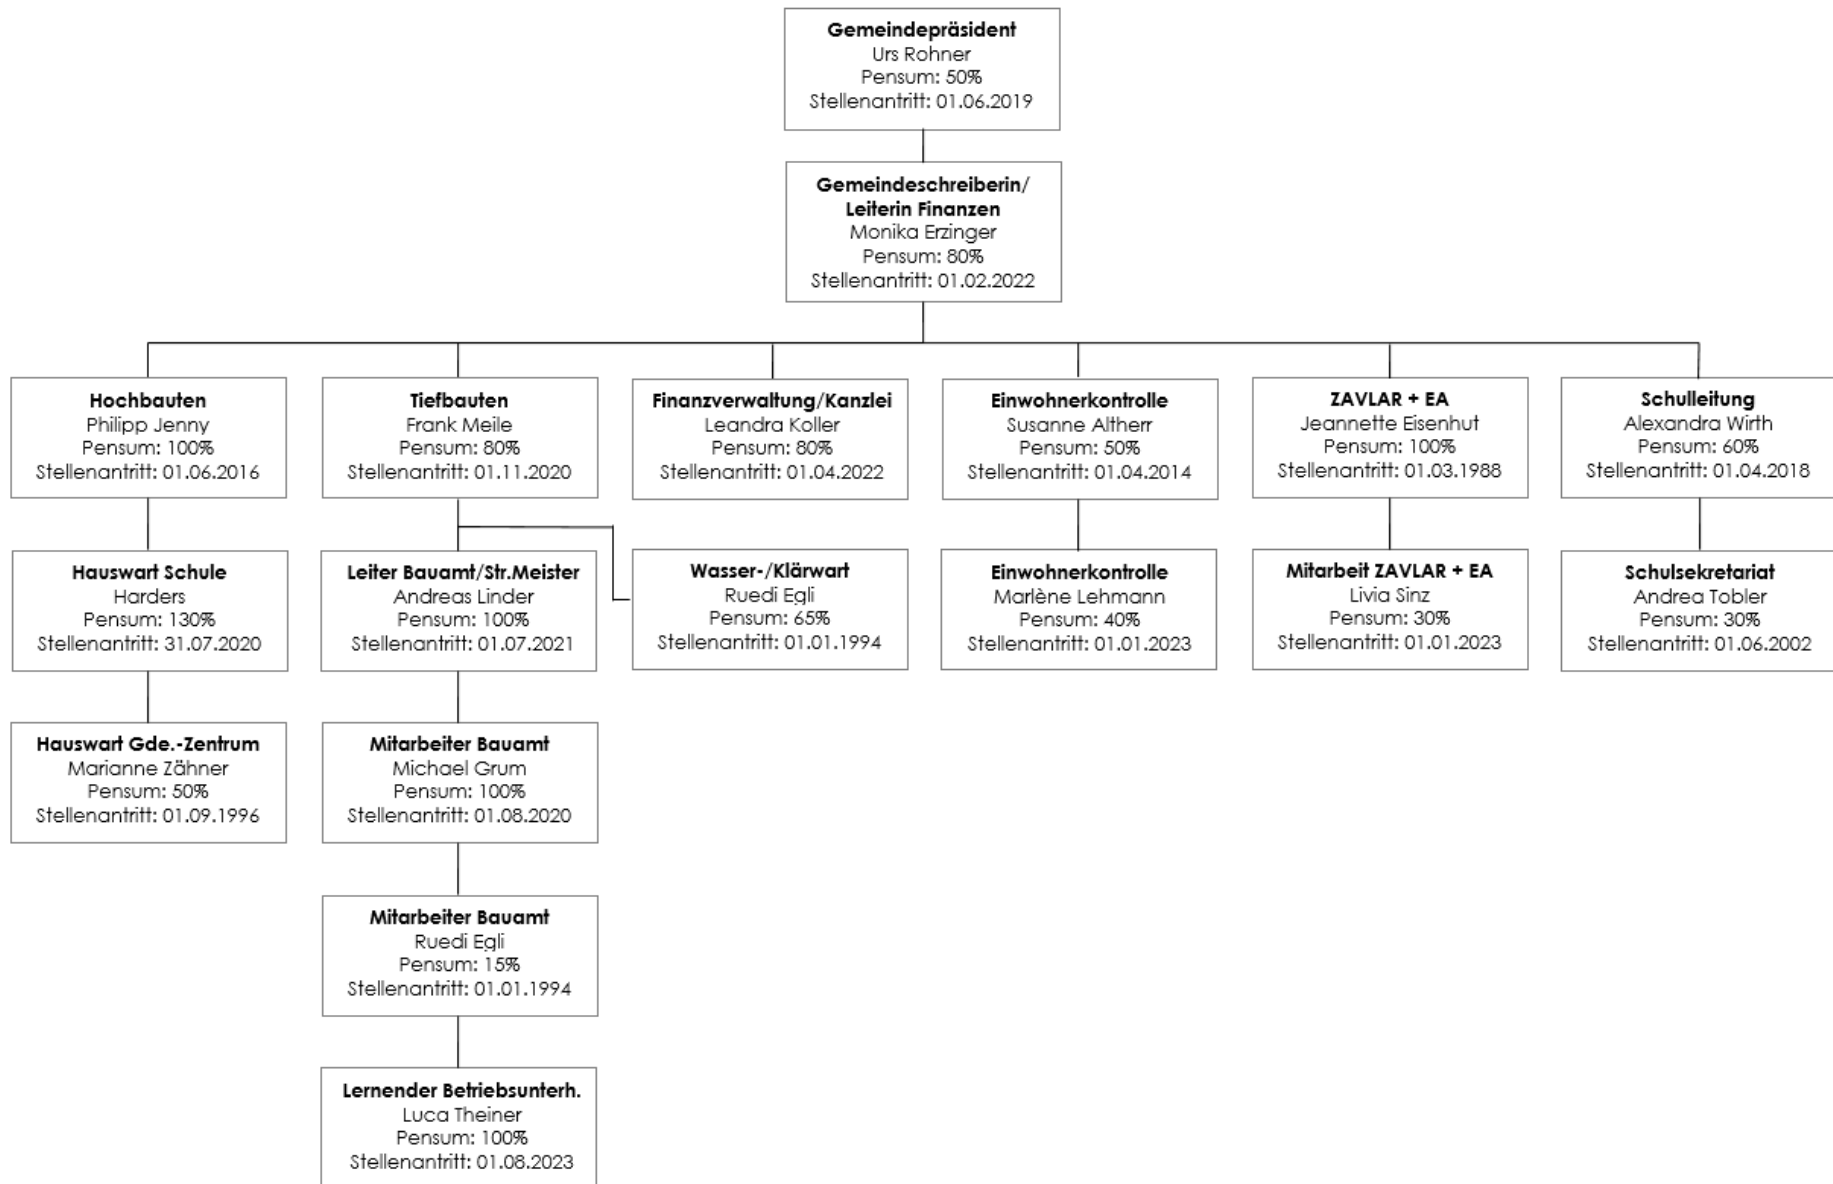 Gemeindepräsident
Urs Rohner
Pensum: 50%
Stellenantritt: 01.06.2019
Gemeindeschreiberin/
Leiterin Finanzen
Monika Erzinger
Pensum: 80%
Stellenantritt: 01.02.2022
Hochbauten
Philipp Jenny
Pensum: 100%
Stellenantritt: 01.06.2016
Tiefbauten
Frank Meile
Pensum: 80%
Stellenantritt: 01.11.2020
Finanzverwaltung/Kanzlei
Leandra Koller
Pensum: 80%
Stellenantritt: 01.04.2022
Einwohnerkontrolle
Susanne Altherr
Pensum: 50%
Stellenantritt: 01.04.2014
ZAVLAR + EA
Jeannette Eisenhut
Pensum: 100%
Stellenantritt: 01.03.1988
Schulleitung
Alexandra Wirth
Pensum: 60%
Stellenantritt: 01.04.2018
Hauswart Schule
Harders
Pensum: 130%
Stellenantritt: 31.07.2020
Leiter Bauamt/Str.Meister
Andreas Linder
Pensum: 100%
Stellenantritt: 01.07.2021
Wasser-/Klärwart
Ruedi Egli
Pensum: 65%
Stellenantritt: 01.01.1994
Einwohnerkontrolle
Marlène Lehmann
Pensum: 40%
Stellenantritt: 01.01.2023
Mitarbeit ZAVLAR + EA
Livia Sinz
Pensum: 30%
Stellenantritt: 01.01.2023
Schulsekretariat
Andrea Tobler
Pensum: 30%
Stellenantritt: 01.06.2002
Hauswart Gde.-Zentrum
Marianne Zähner
Pensum: 50%
Stellenantritt: 01.09.1996
Mitarbeiter Bauamt
Michael Grum
Pensum: 100%
Stellenantritt: 01.08.2020
Mitarbeiter Bauamt
Ruedi Egli
Pensum: 15%
Stellenantritt: 01.01.1994
Lernender Betriebsunterh.
Luca Theiner
Pensum: 100%
Stellenantritt: 01.08.2023